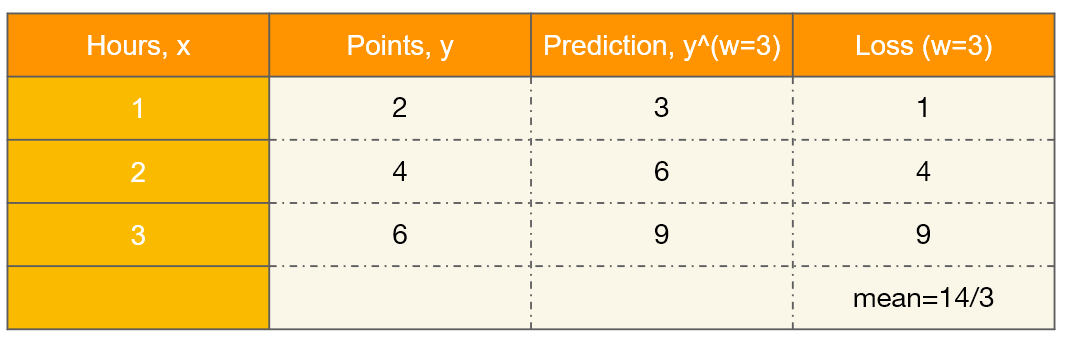 Hours, x Points, y Prediction, y^(w=3) Loss (w=3)
1 2 3 1
2 4 6 4
3 6 9 9
mean=14/3